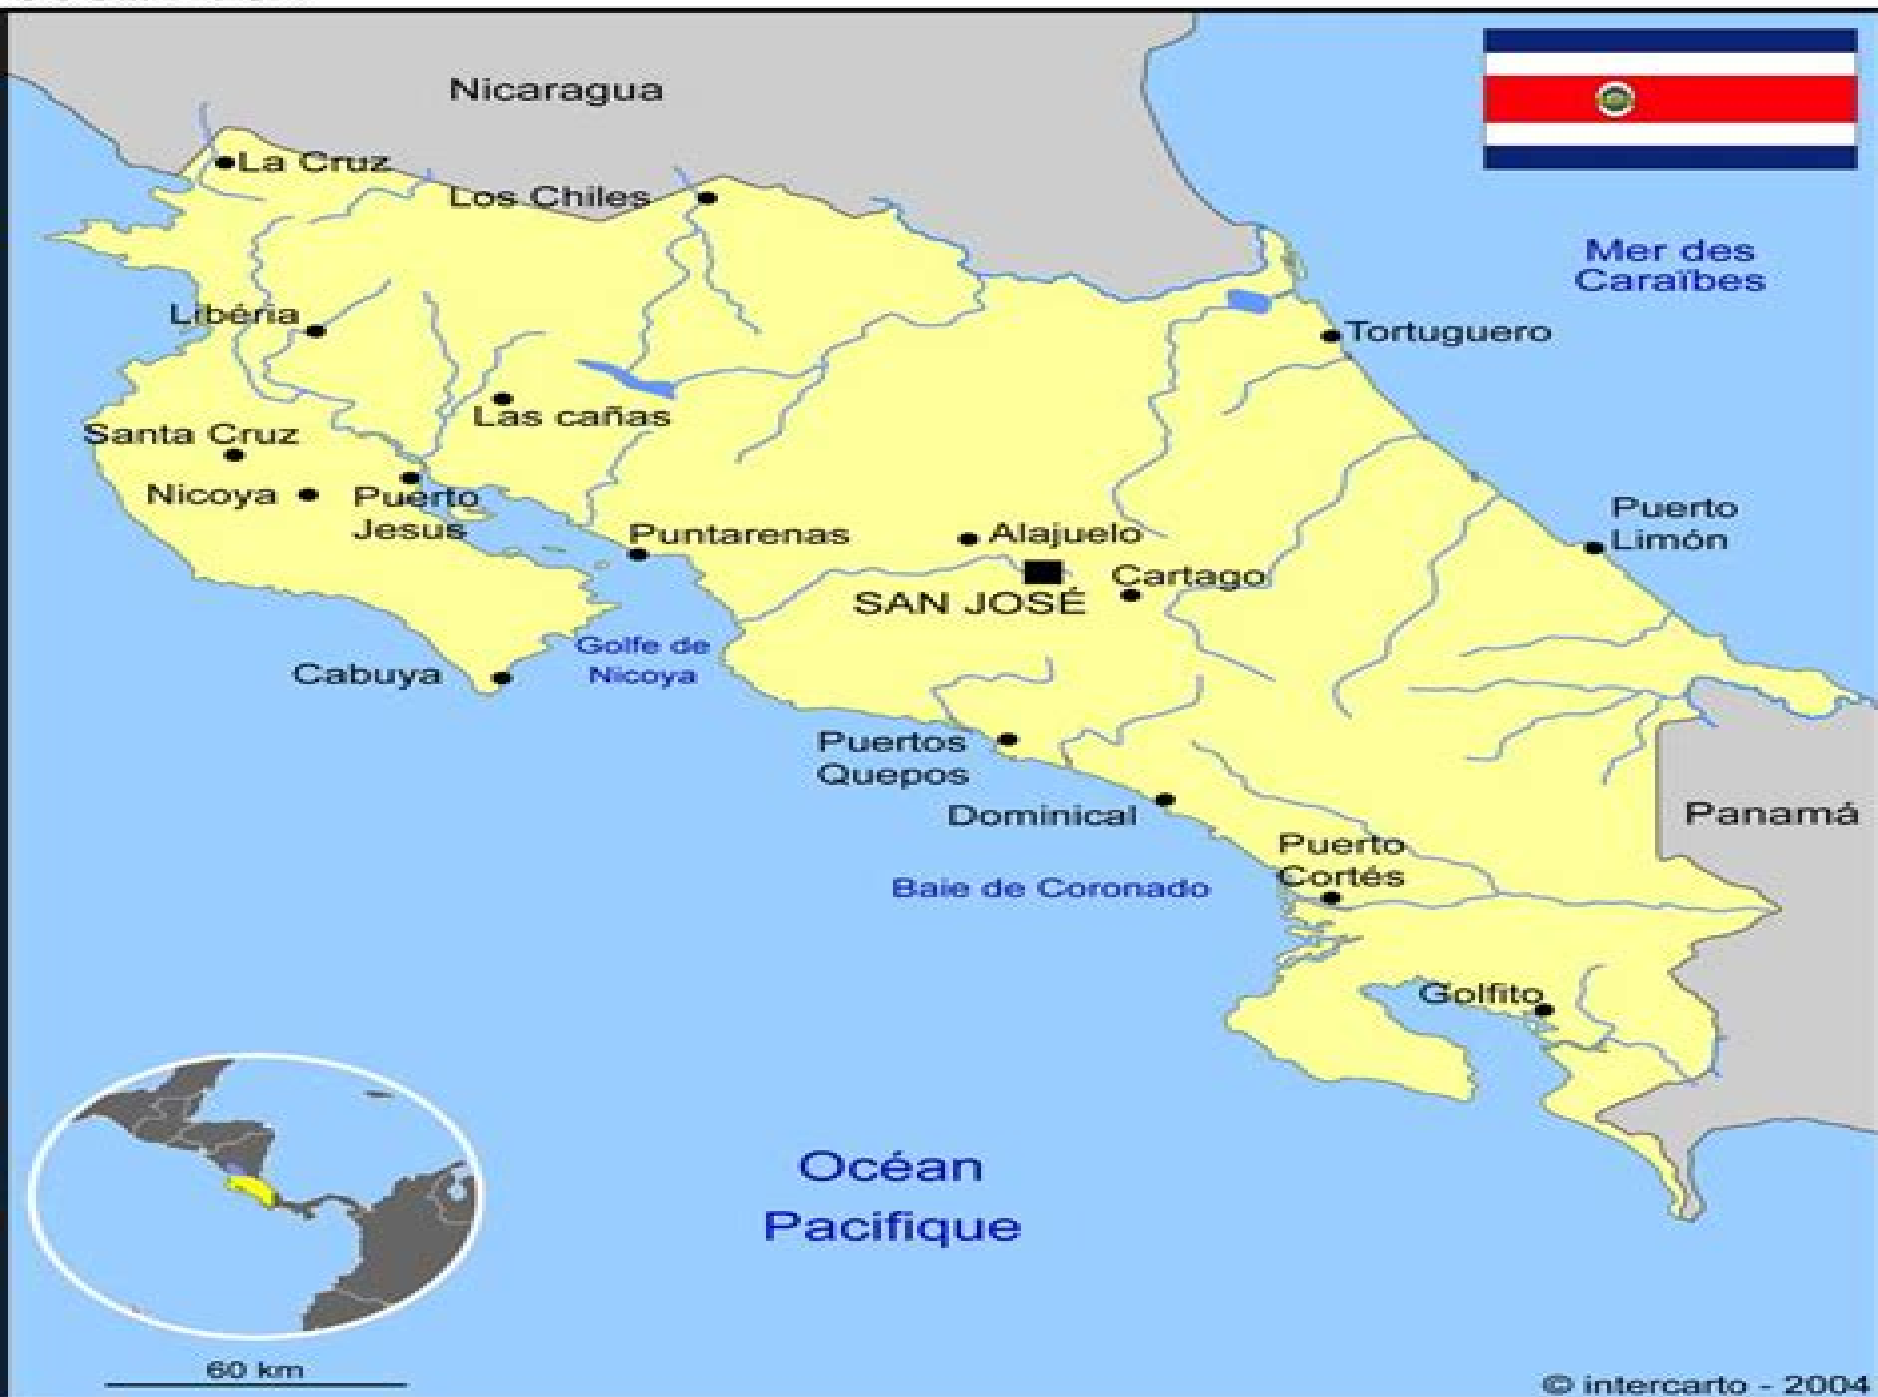 Nicaragua
La Cruz
Los Chiles
Mer des
Caraïbes
Libéria
Tortuguero
Las cañas
Santa Cruz
Nicoya
Puerto
Jesus
Puntarenas
Alajuelo
Puerto
Limón
Cartago
SAN JOSÉ
Golfe de
Nicoya
Cabuya
Puertos
Quepos
Dominical
Panamá
Puerto
Cortés
Baie de Coronado
Golfito
Océan
Pacifique
60 km
© intercarto - 2004